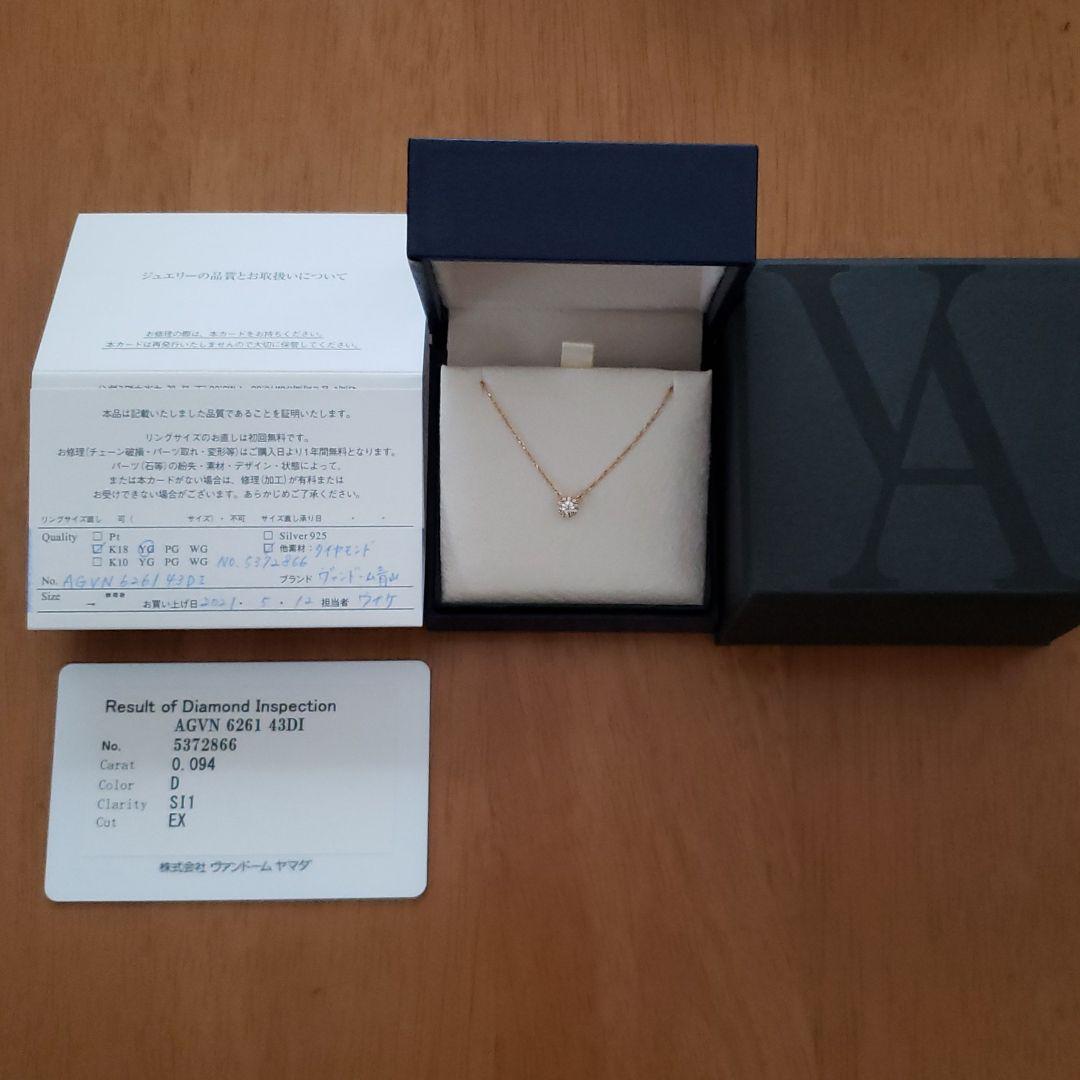 ジュエリーの品質とお取扱いについて
お修理の際は、本カードをお持ちください。
本カードは再発行いたしませんので大切に保管してください。
本品は記載いたしました品質であることを証明いたします。
リングサイズのお直しは初回無料です。
お修理(チェーン破損・パーツ取れ・変形等)はご購入日より1年間無料となります。
パーツ(石等)の紛失・素材・デザイン・状態によって、
または本カードがない場合は、修理(加工)が有料または
お受けできない場合がございます。あらかじめご了承ください。
リングサイズ直し 可( サイズ)・不可 サイズ直し承り日 ・ ・
Quality Pt Silver925
K18 YG PG WG 他素材:ダイヤモンド
K10 YG PG WG NO.5372866
No. AGVN 6261 43DI ブランド ヴァンドーム青山
Size → お買い上げ日 2021・5・12 担当者
Result of Diamond Inspection
AGVN 6261 43DI
No. 5372866
Carat 0.094
Color D
Clarity SI1
Cut EX
株式会社 ヴァンドーム ヤマダ
VA